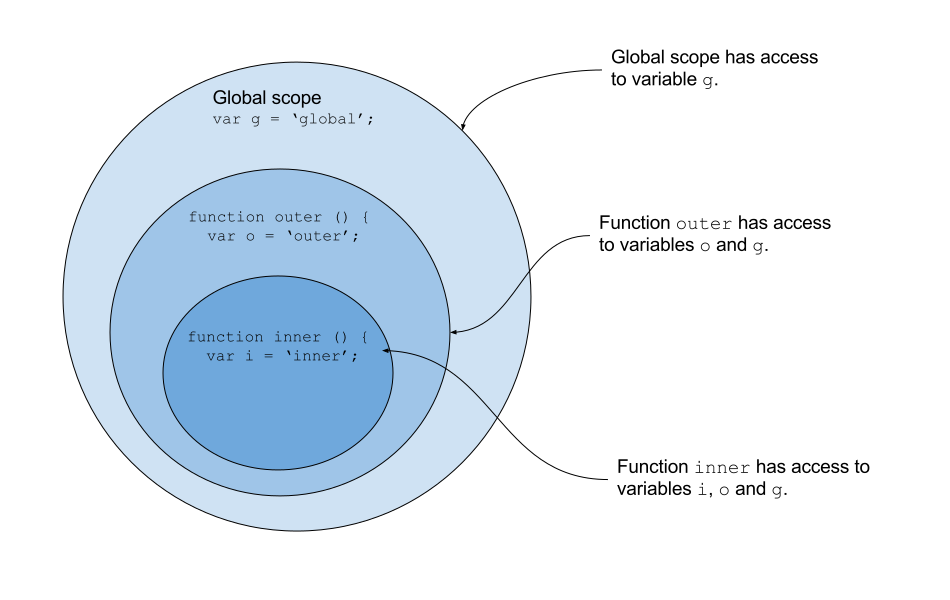 Global scope has access
to variable g.
Global scope
var g = ‘global’;
function outer () {
var o = ‘outer’;
Function outer has access
to variables o and g.
function inner () {
var i = ‘inner’;
Function inner has access to
variables i, o and g.